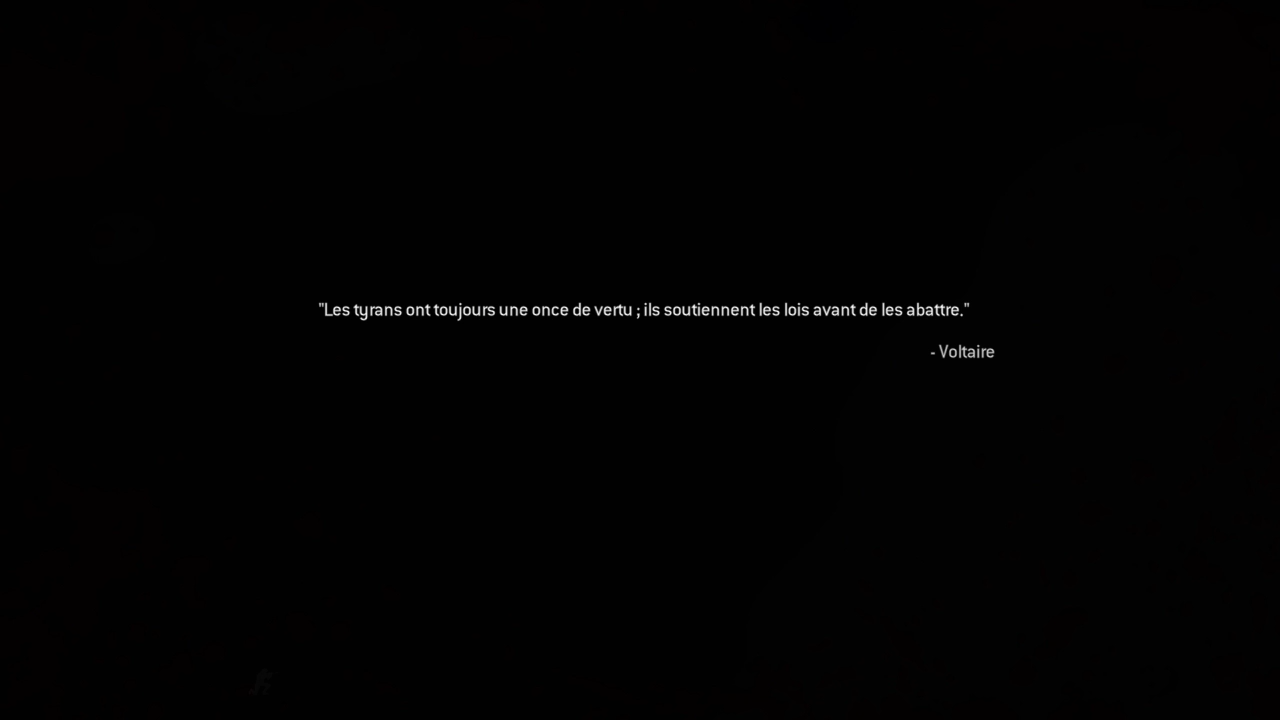 "Les tyrans ont toujours une once de vertu ; ils soutiennent les lois avant de les abattre."
- Voltaire